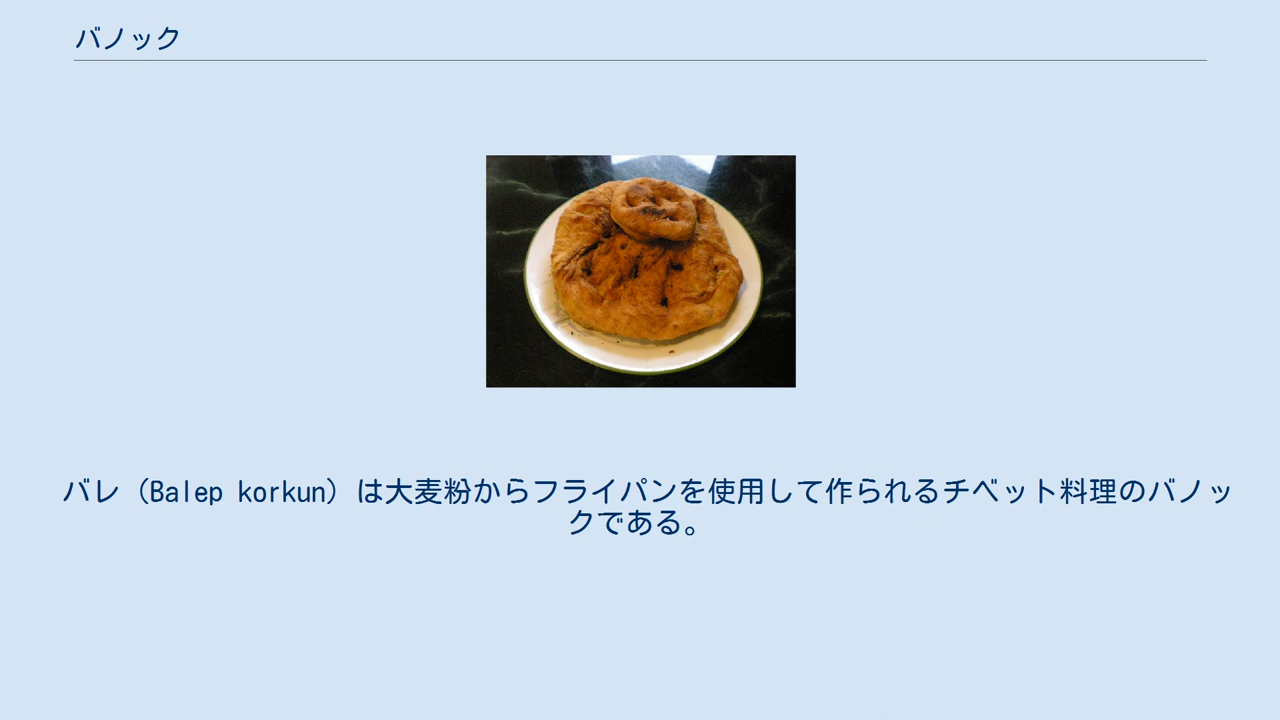 バノック
バレ（Balep korkun）は大麦粉からフライパンを使用して作られるチベット料理のバノッ
クである。